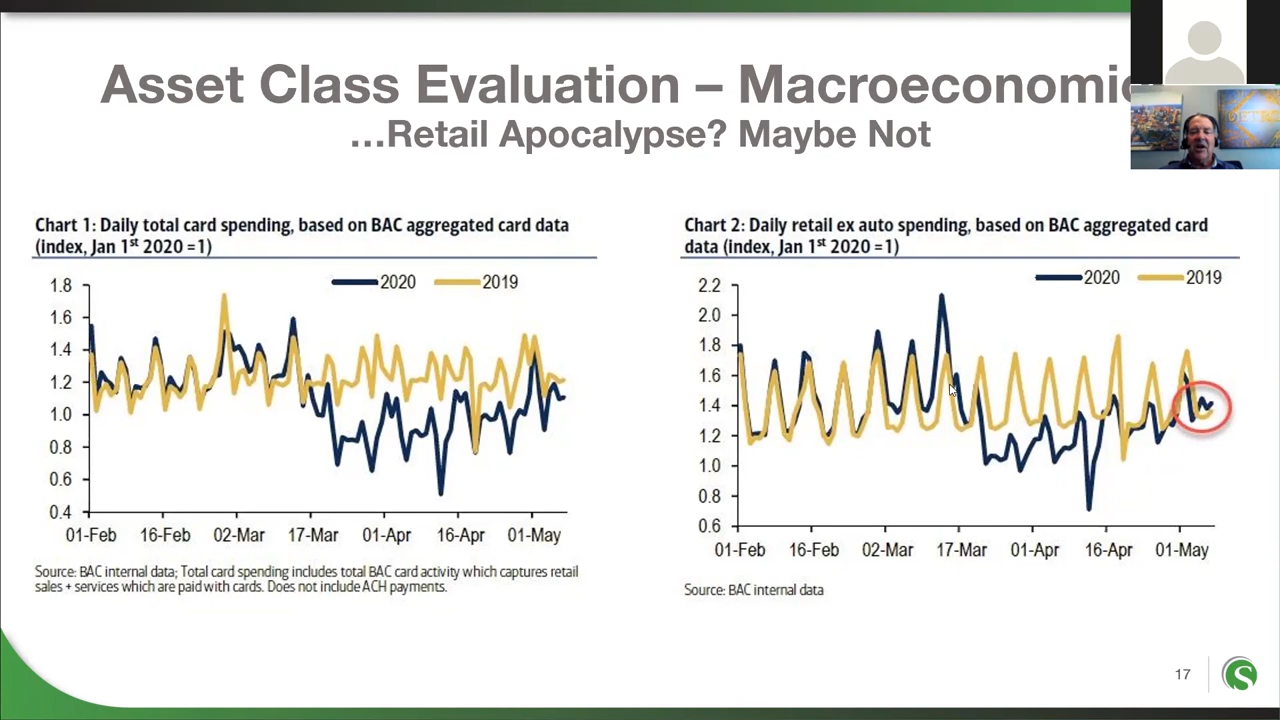 Asset Class Evaluation – Macroeconomic
…Retail Apocalypse? Maybe Not
Chart 1: Daily total card spending, based on BAC aggregated card data
(index, Jan 1st 2020 =1)
2020 2019
1.8
1.6
1.4
1.2
1.0
0.8
0.6
0.4
01-Feb 16-Feb 02-Mar 17-Mar 01-Apr 16-Apr 01-May
Source: BAC internal data; Total card spending includes total BAC card activity which captures retail
sales + services which are paid with cards. Does not include ACH payments.
Chart 2: Daily retail ex auto spending, based on BAC aggregated card
data (index, Jan 1st 2020 =1)
2020 2019
2.2
2.0
1.8
1.6
1.4
1.2
1.0
0.8
0.6
01-Feb 16-Feb 02-Mar 17-Mar 01-Apr 16-Apr 01-May
Source: BAC internal data
17
S